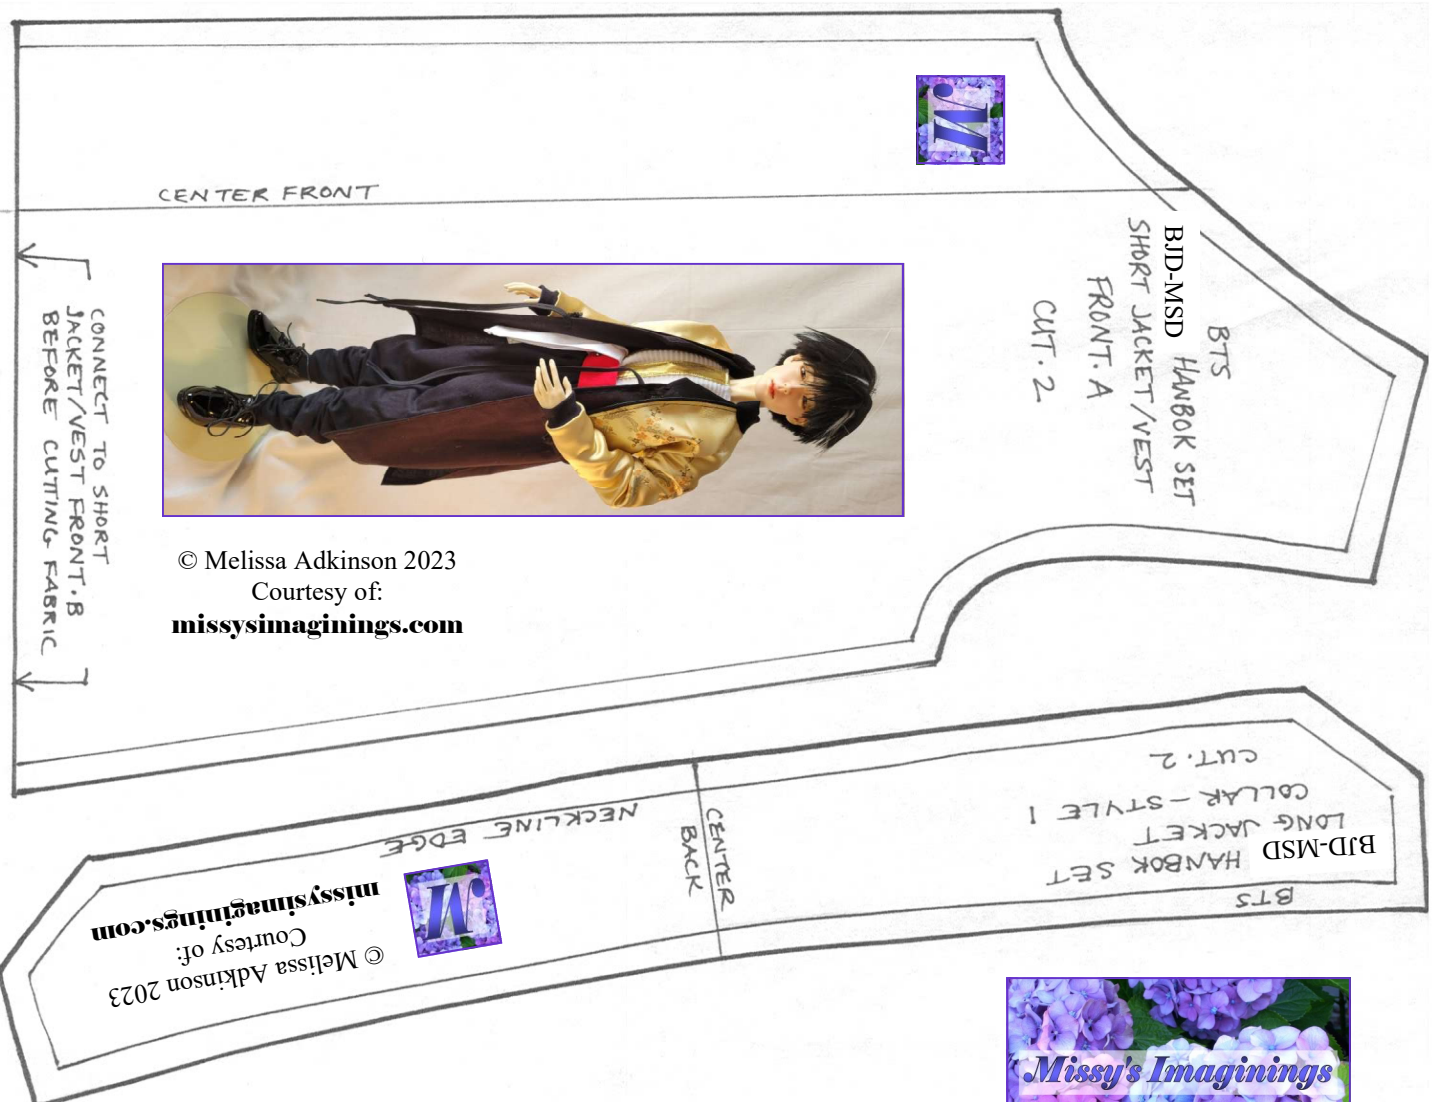 CENTER FRONT
BTS
BJD-MSD HANBOK SET
SHORT JACKET/VEST
FRONT.A
CUT.2
CONNECT TO SHORT
JACKET/VEST FRONT.B
BEFORE CUTING FABRIC
M
© Melissa Adkinson 2023
Courtesy of:
missysimaginings.com
BTS
BJD-MSD HANBOK SET
LONG JACKET
COLLAR - STYLE 1
CUT.2
CENTER
BACK
NECKLINE EDGE
M
© Melissa Adkinson 2023
Courtesy of:
missysimaginings.com
Missy's Imaginings